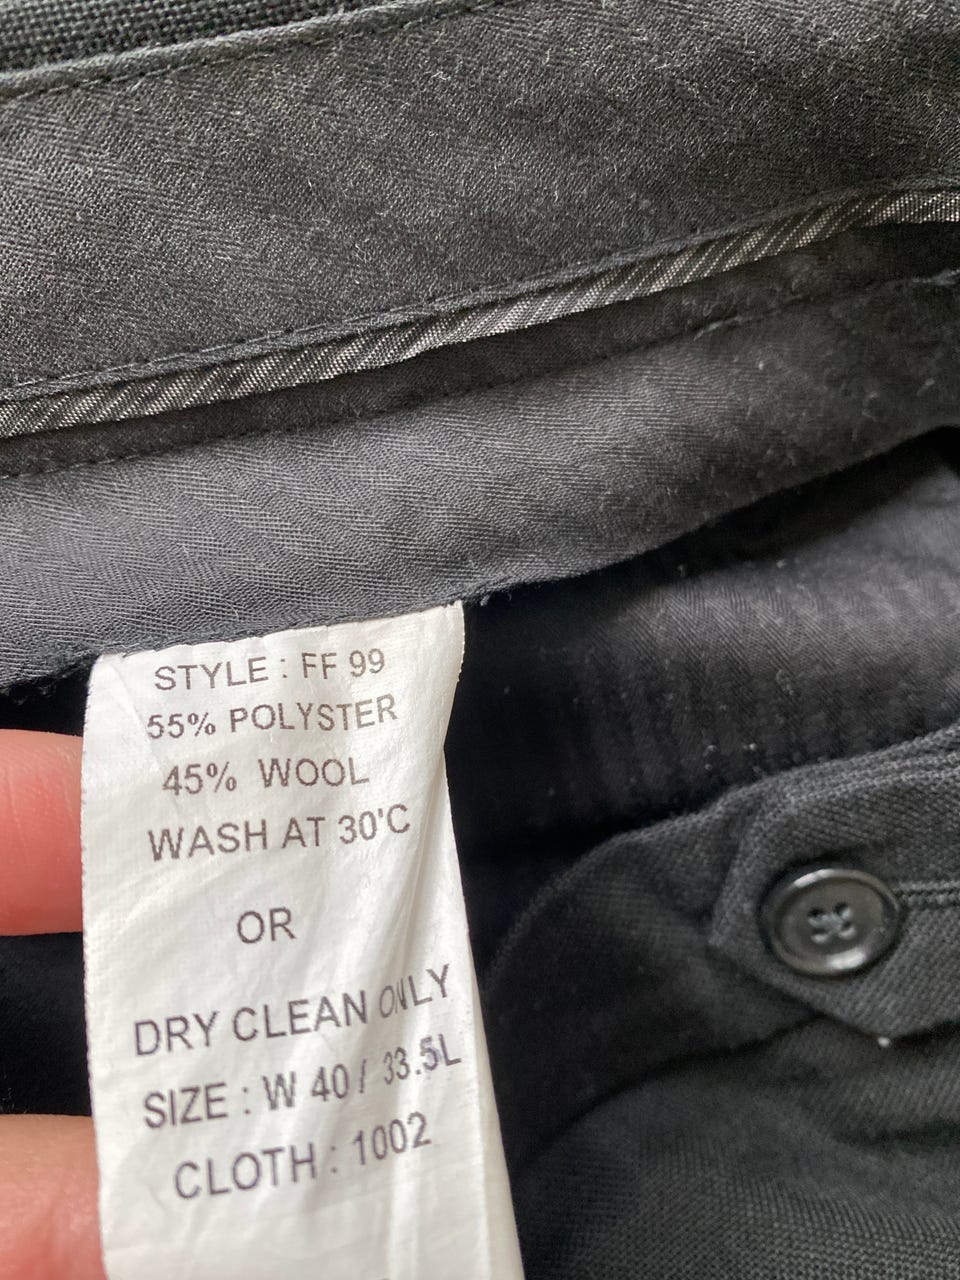 STYLE : FF 99
55% POLYSTER
45% WOOL
WASH AT 30'C
OR
DRY CLEAN ONLY
SIZE : W 40 / 33.5L
CLOTH : 1002